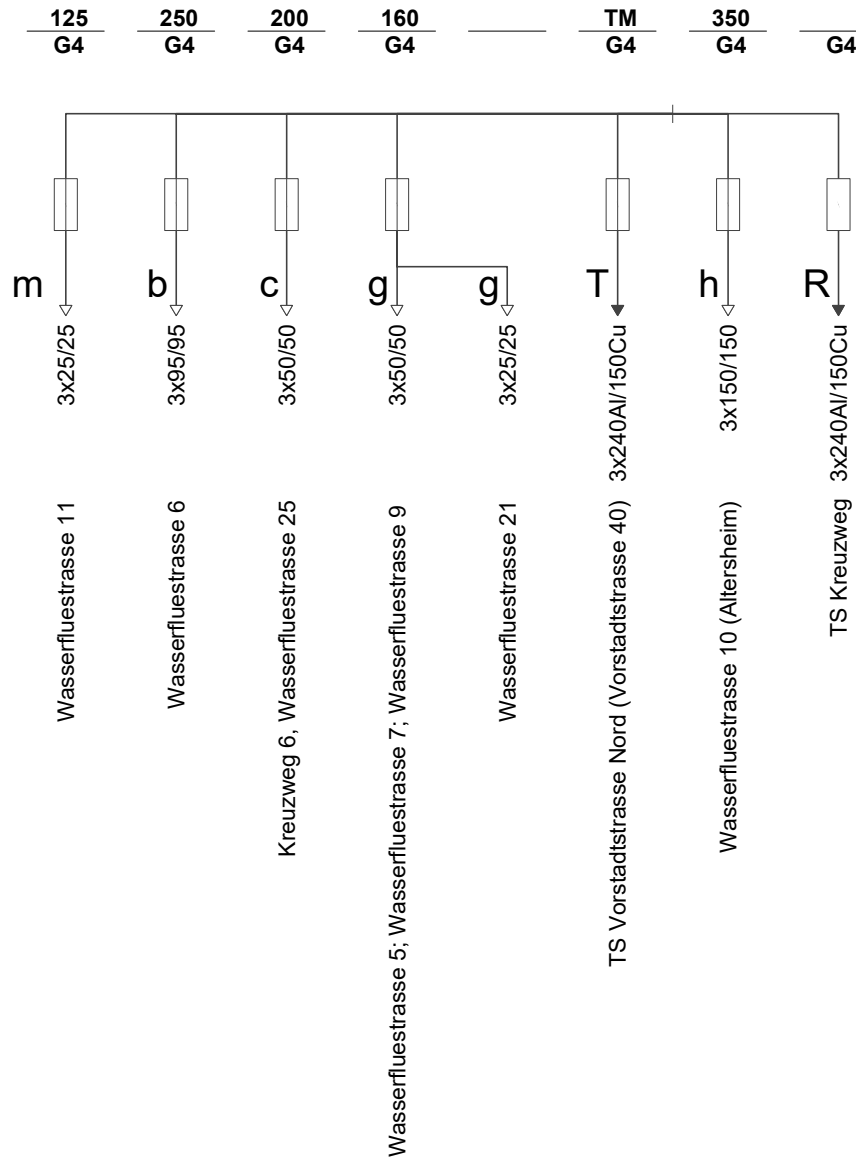 125
G4
250
G4
200
G4
160
G4
TM
G4
350
G4
G4
m
b
c
g
g
T
h
R
3x25/25
3x95/95
3x50/50
3x50/50
3x25/25
3x240Al/150Cu
3x150/150
3x240Al/150Cu
Wasserfluestrasse 11
Wasserfluestrasse 6
Kreuzweg 6, Wasserfluestrasse 25
Wasserfluestrasse 5; Wasserfluestrasse 7; Wasserfluestrasse 9
Wasserfluestrasse 21
TS Vorstadtstrasse Nord (Vorstadtstrasse 40)
Wasserfluestrasse 10 (Altersheim)
TS Kreuzweg